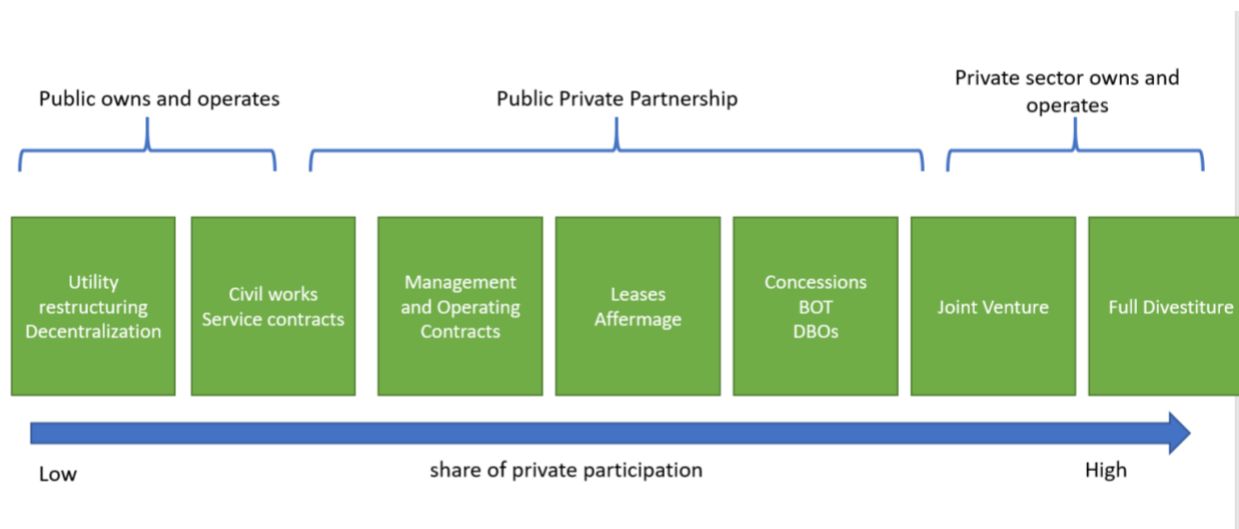 Public owns and operates
Public Private Partnership
Private sector owns and
operates
Utility
restructuring
Decentralization
Civil works
Service contracts
Management
and Operating
Contracts
Leases
Affermage
Concessions
BOT
DBOs
Joint Venture
Full Divestiture
Low
share of private participation
High